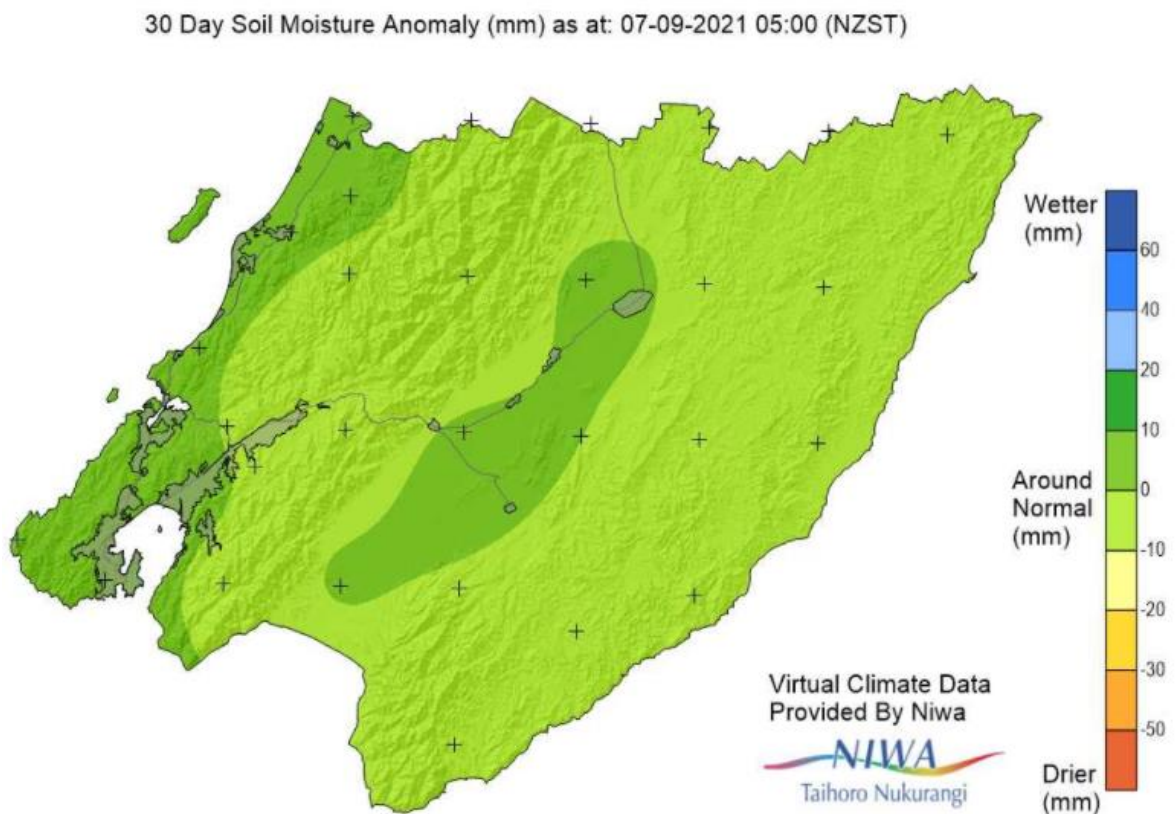 30 Day Soil Moisture Anomaly (mm) as at: 07-09-2021 05:00 (NZST)
Wetter
(mm)
60
40
20
10
Around
Normal
(mm)
0
-10
-20
-30
-50
Drier
(mm)
Virtual Climate Data
Provided By Niwa
NIWA
Taihoro Nukurangi